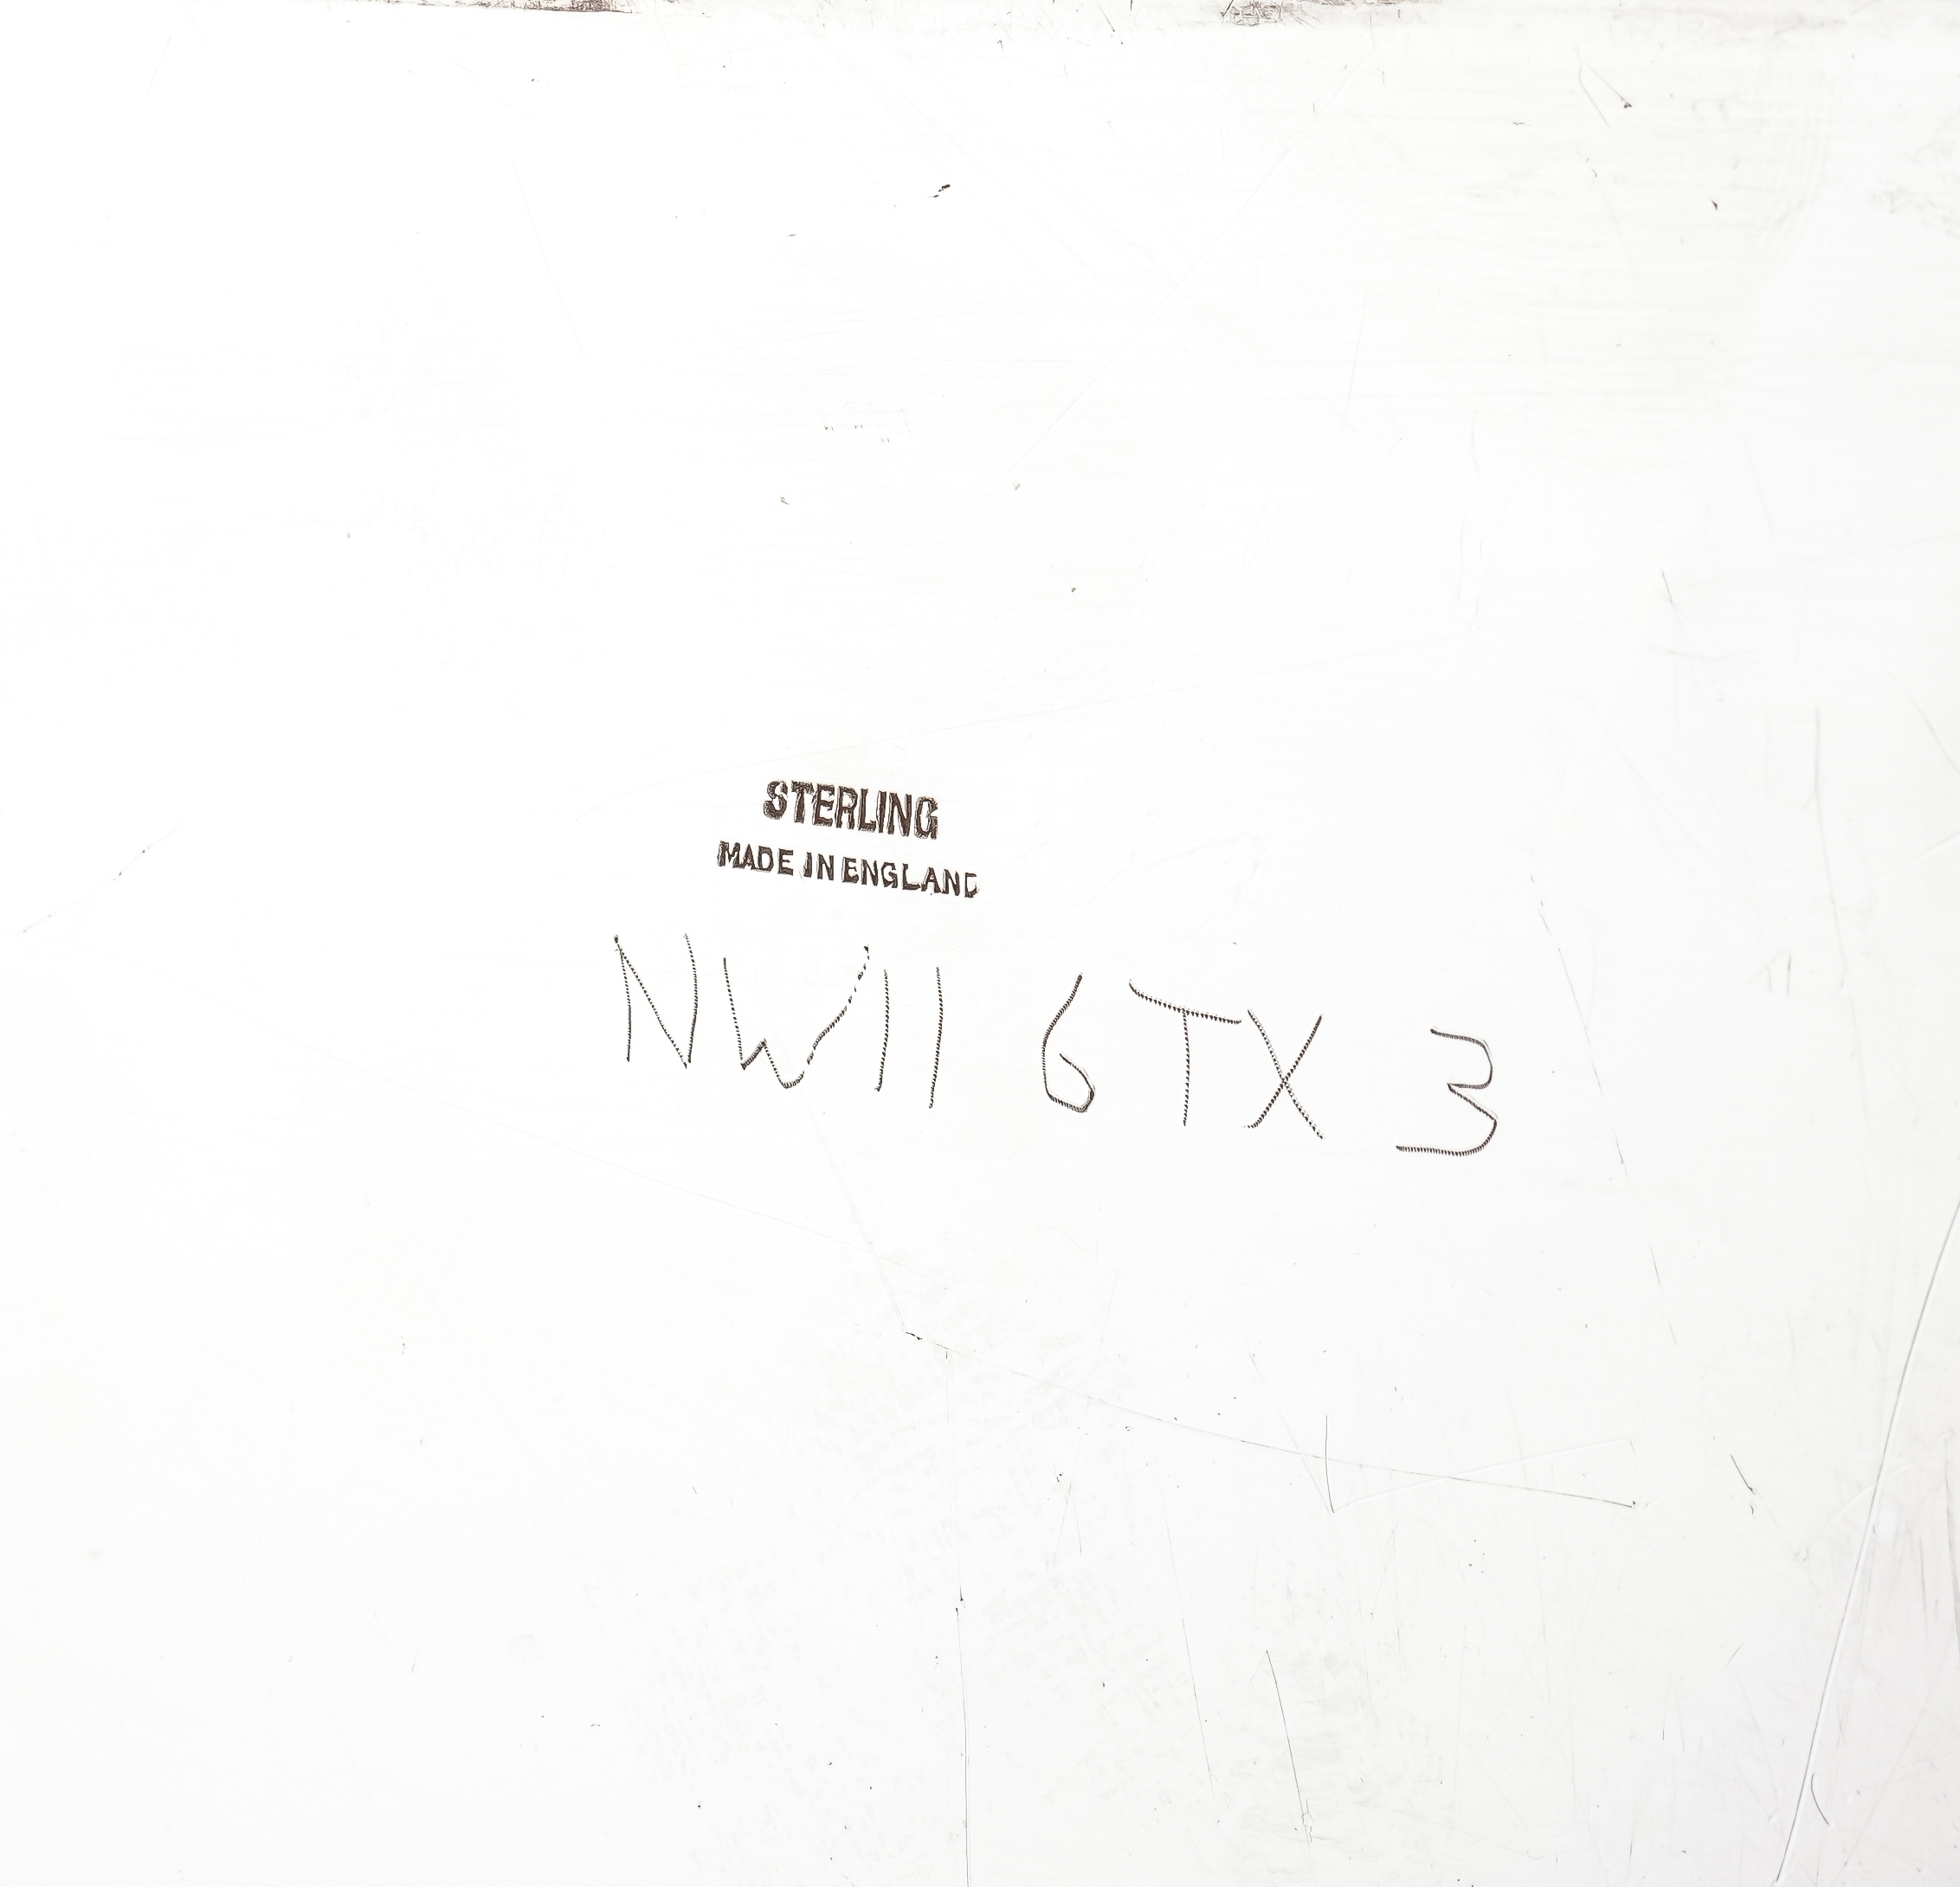 STERLING
MADE IN ENGLAND
NW11 6TX 3